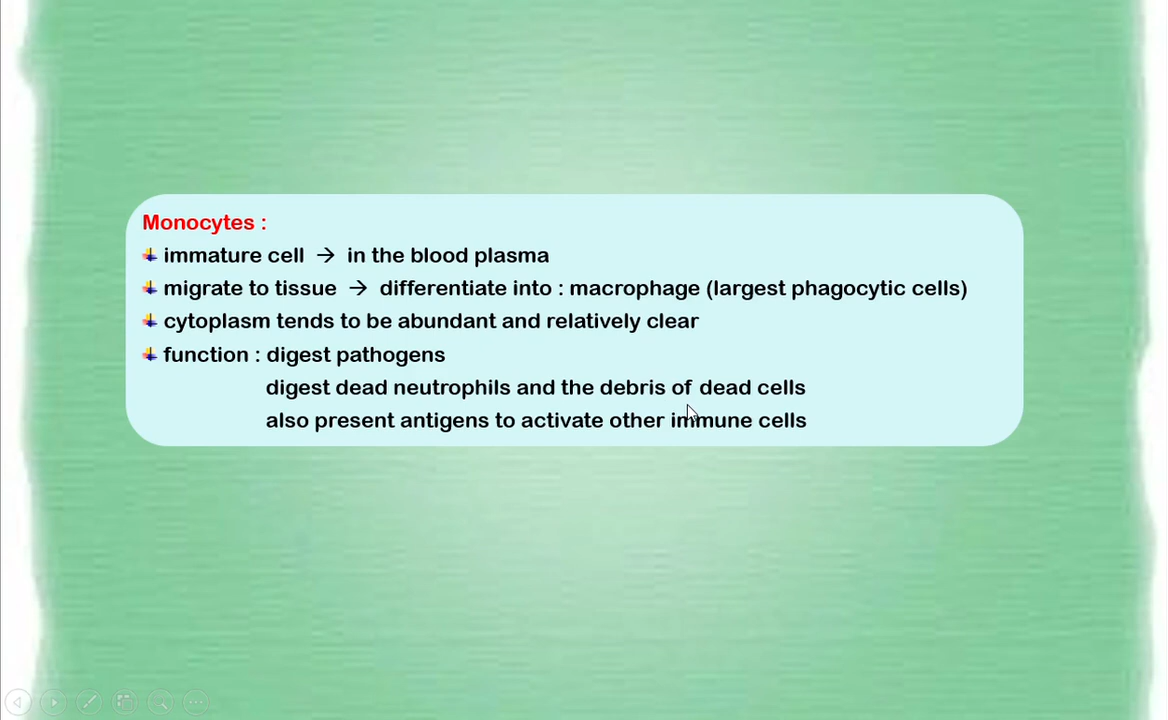 Monocytes :
immature cell → in the blood plasma
migrate to tissue → differentiate into : macrophage (largest phagocytic cells)
cytoplasm tends to be abundant and relatively clear
function : digest pathogens
digest dead neutrophils and the debris of dead cells
also present antigens to activate other immune cells